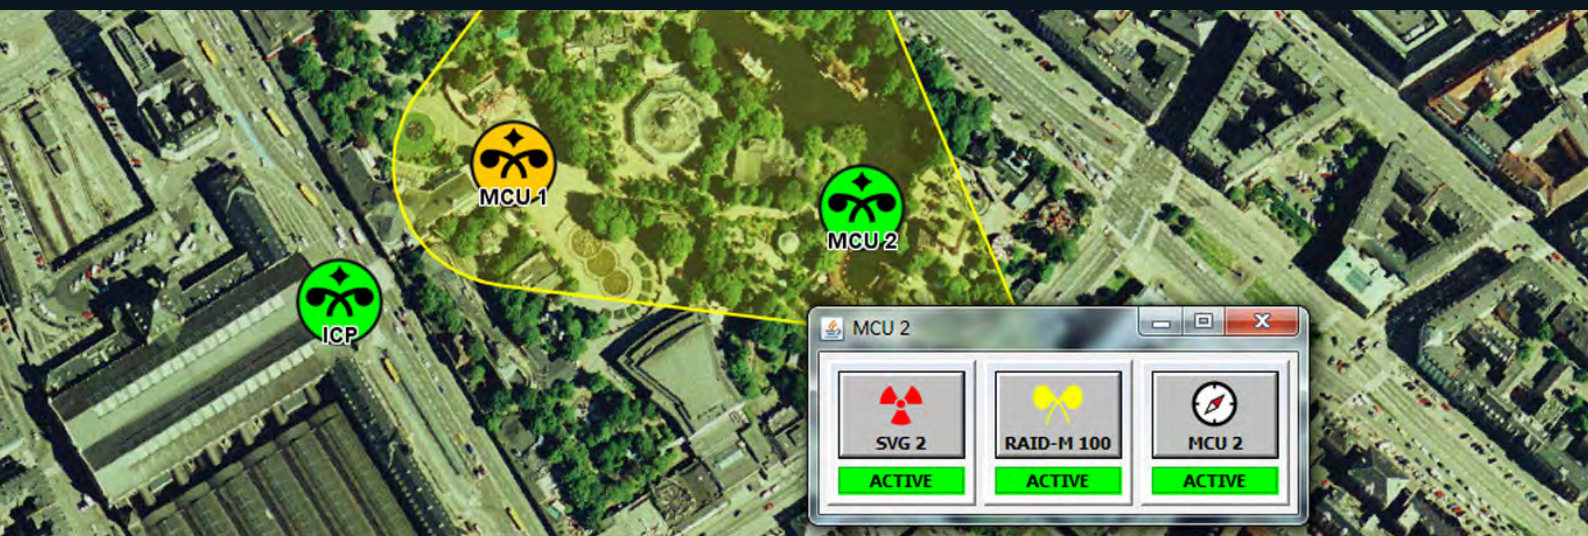 MCU 1
MCU 2
ICP
MCU 2
SVG 2
RAID-M 100
MCU 2
ACTIVE
ACTIVE
ACTIVE